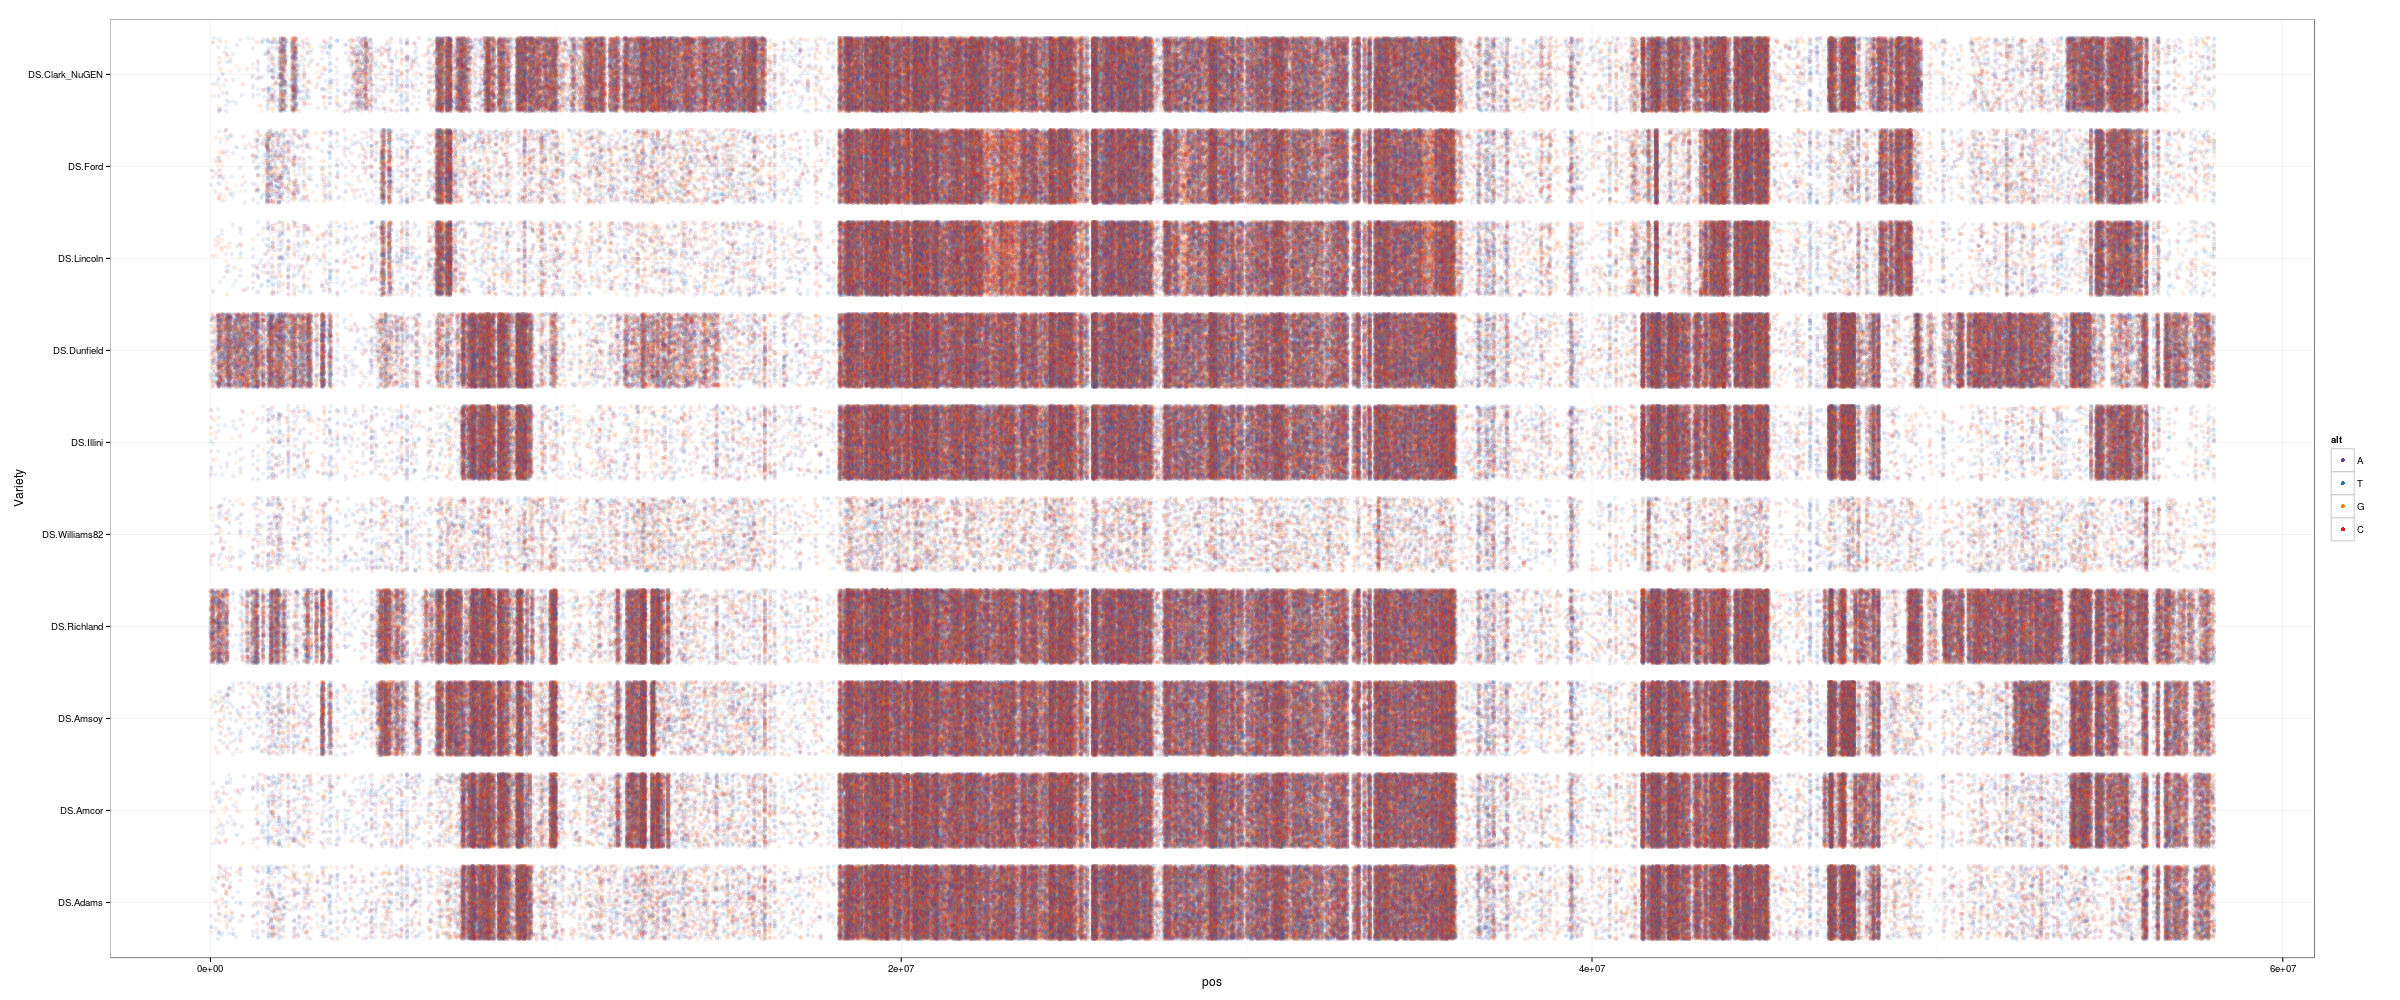 DS.Clark_NuGEN
DS.Ford
DS.Lincoln
DS.Dunfield
DS.Illini
DS.Williams82
DS.Richland
DS.Amsoy
DS.Amcor
DS.Adams
Variety
0e+00
2e+07
4e+07
6e+07
pos
alt
A
T
G
C